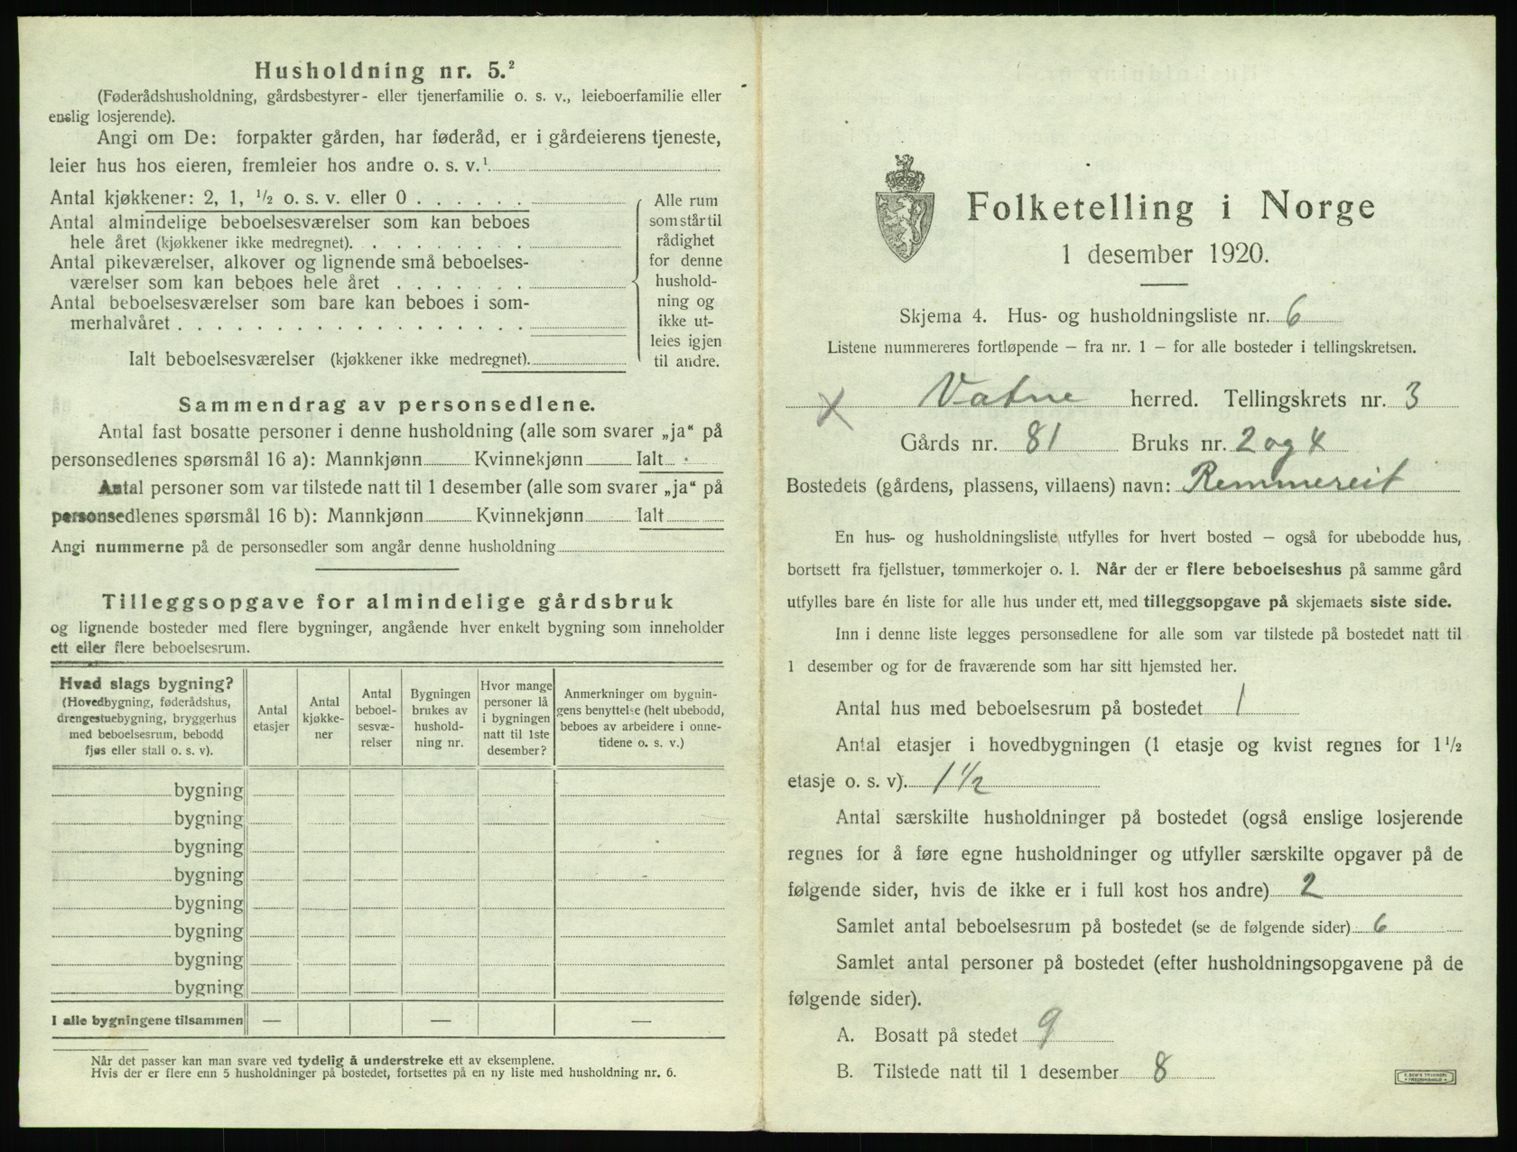 Husholdning nr. 5.²
(Føderådshusholdning, gårdsbestyrer- eller tjenerfamilie o. s. v., leieboerfamilie eller
enslig losjerende).
Angi om De: forpakter gården, har føderåd, er i gårdeierens tjeneste,
leier hus hos eieren, fremleier hos andre o. s. v.¹
Antal kjøkkener: 2, 1, ½ o. s. v. eller 0
Antal almindelige beboelsesværelser som kan beboes
hele året (kjøkkener ikke medregnet).
Antal pikeværelser, alkover og lignende små beboelses-
værelser som kan beboes hele året
Antal beboelsesværelser som bare kan beboes i som-
merhalvåret
Ialt beboelsesværelser (kjøkkener ikke medregnet).
Alle rum
som står til
rådighet
for denne
hushold-
ning og
ikke ut-
leies igjen
til andre.
Sammendrag av personsedlene.
Antal fast bosatte personer i denne husholdning (alle som svarer „ja“ på
personsedlenes spørsmål 16 a): Mannkjønn Kvinnekjønn Ialt
Antal personer som var tilstede natt til 1 desember (alle som svarer „ja“ på
personsedlenes spørsmål 16 b): Mannkjønn Kvinnekjønn Ialt
Angi nummerne på de personsedler som angår denne husholdning
Tilleggsopgave for almindelige gårdsbruk
og lignende bosteder med flere bygninger, angående hver enkelt bygning som inneholder
ett eller flere beboelsesrum.
Hvad slags bygning?
(Hovedbygning, føderådshus,
drengestuebygning, bryggerhus
med beboelsesrum, bebodd
fjøs eller stall o. s. v).
Antal
etasjer
Antal
kjøkke-
ner
Antal
beboel-
sesvæ-
relser
Bygningen
brukes av
hushold-
ning nr.
Hvor mange
personer lå
i bygningen
natt til 1ste
desember?
Anmerkninger om bygnin-
gens benyttelse (helt ubebodd,
beboes av arbeidere i onne-
tidene o. s. v.)
bygning
bygning
bygning
bygning
bygning
bygning
bygning
bygning
I alle bygningene tilsammen — — —
Når det passer kan man svare ved tydelig å understreke ett av eksemplene.
Hvis der er flere enn 5 husholdninger på bostedet, fortsettes på en ny liste med husholdning nr. 6.
Folketelling i Norge
1 desember 1920.
Skjema 4. Hus- og husholdningsliste nr. 6
Listene nummereres fortløpende — fra nr. 1 — for alle bosteder i tellingskretsen.
X Vatne herred. Tellingskrets nr. 3
Gårds nr. 81 Bruks nr. 2 og 4
Bostedets (gårdens, plassens, villaens) navn: Remmereit
En hus- og husholdningsliste utfylles for hvert bosted — også for ubebodde hus,
bortsett fra fjellstuer, tømmerkojer o. l. Når der er flere beboelseshus på samme gård
utfylles bare én liste for alle hus under ett, med tilleggsopgave på skjemaets siste side.
Inn i denne liste legges personsedlene for alle som var tilstede på bostedet natt til
1 desember og for de fraværende som har sitt hjemsted her.
Antal hus med beboelsesrum på bostedet 1
Antal etasjer i hovedbygningen (1 etasje og kvist regnes for 1½
etasje o. s. v). 1½
Antal særskilte husholdninger på bostedet (også enslige losjerende
regnes for å føre egne husholdninger og utfyller særskilte opgaver på de
følgende sider, hvis de ikke er i full kost hos andre) 2
Samlet antal beboelsesrum på bostedet (se de følgende sider) 6
Samlet antal personer på bostedet (efter husholdningsopgavene på de
følgende sider).
A. Bosatt på stedet 9
B. Tilstede natt til 1 desember 8